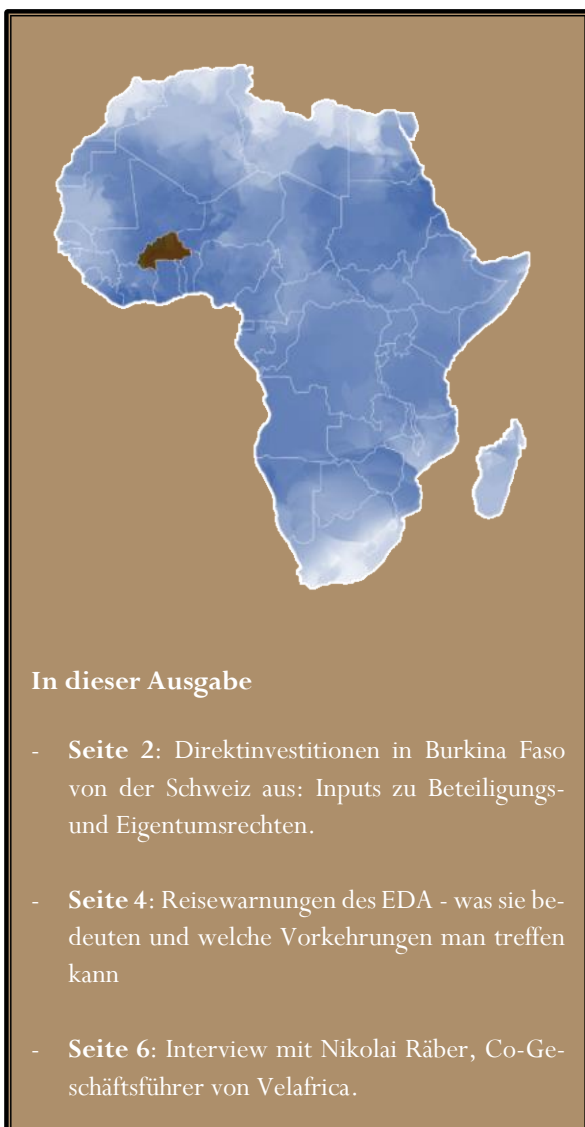 In dieser Ausgabe
- Seite 2: Direktinvestitionen in Burkina Faso
von der Schweiz aus: Inputs zu Beteiligungs-
und Eigentumsrechten.
- Seite 4: Reisewarnungen des EDA - was sie be-
deuten und welche Vorkehrungen man treffen
kann
- Seite 6: Interview mit Nikolai Räber, Co-Ge-
schäftsführer von Velafrica.